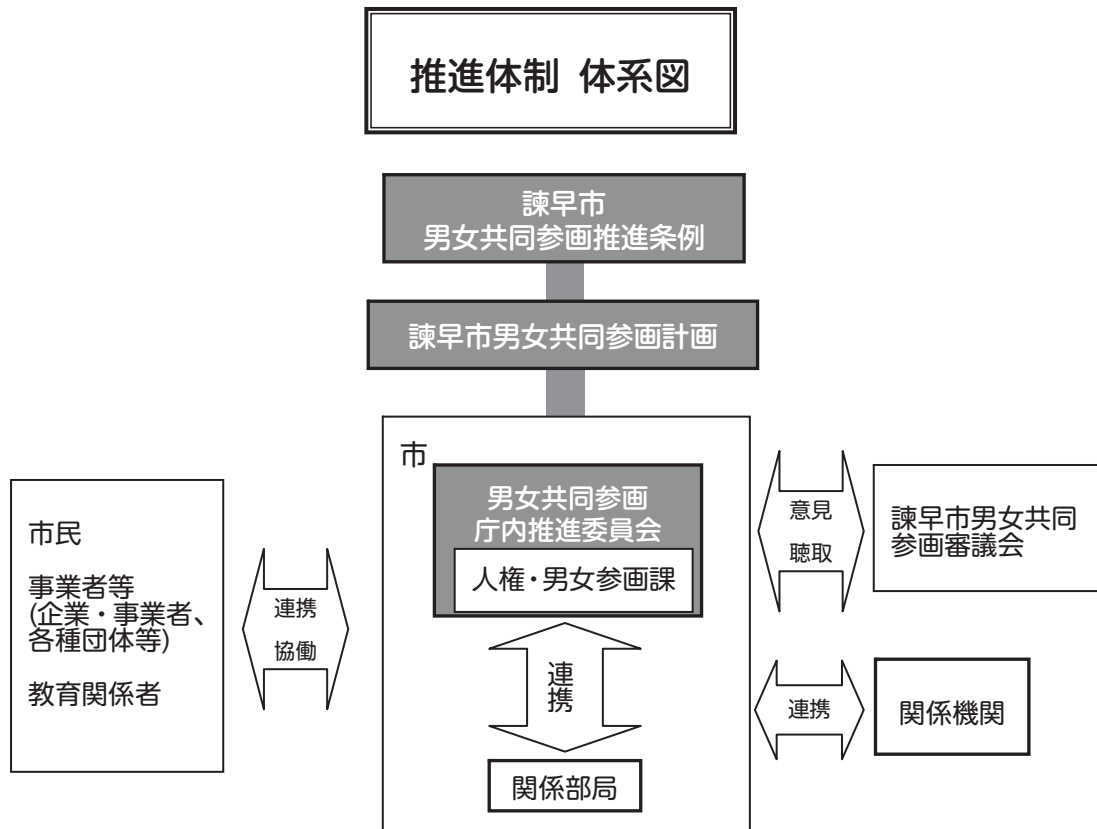 推進体制 体系図
諫早市
男女共同参画推進条例
諫早市男女共同参画計画
市
男女共同参画
庁内推進委員会
人権・男女参画課
連携
関係部局
市民
事業者等
(企業・事業者、
各種団体等)
教育関係者
連携
協働
意見
聴取
諫早市男女共同
参画審議会
連携
関係機関